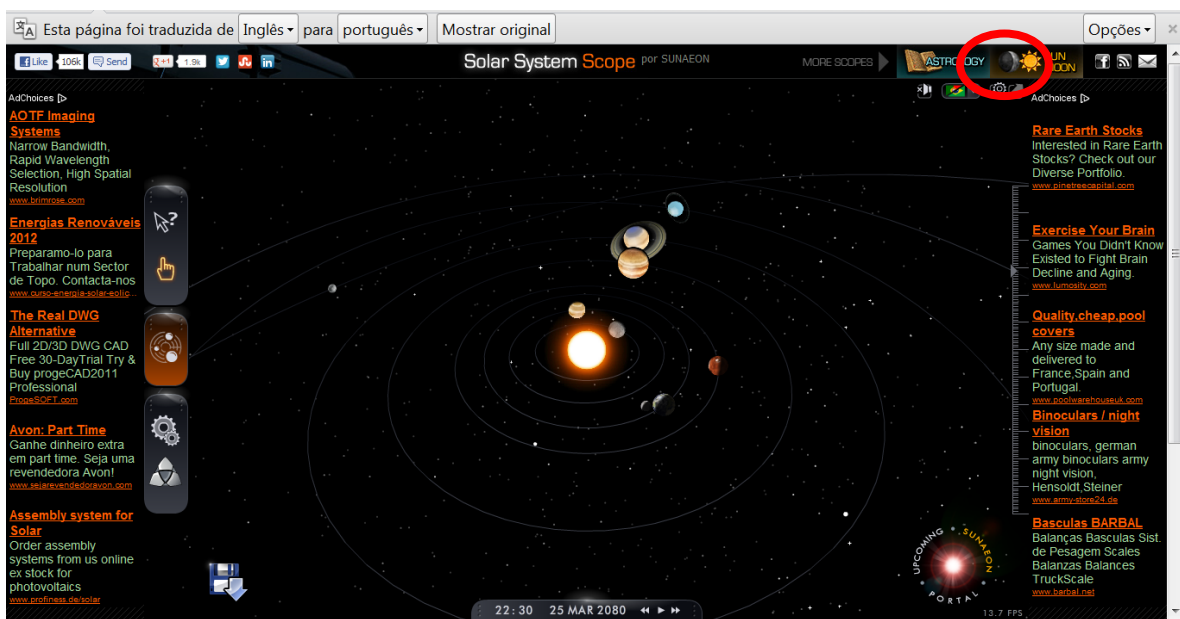 Esta página foi traduzida de Inglês para português Mostrar original Opções
Like 106k Send +1 1.9k Solar System Scope por SUNAEON MORE SCOPES ASTROLOGY SUN
MOON
AdChoices
AOTF Imaging
Systems
Narrow Bandwidth,
Rapid Wavelength
Selection, High Spatial
Resolution
www.brimrose.com
Energias Renováveis
2012
Preparamo-lo para
Trabalhar num Sector
de Topo. Contacta-nos
www.curso-energia-solar-eolic...
The Real DWG
Alternative
Full 2D/3D DWG CAD
Free 30-DayTrial Try &
Buy progeCAD2011
Professional
ProgeSOFT.com
Avon: Part Time
Ganhe dinheiro extra
em part time. Seja uma
revendedora Avon!
www.sejarevendedoravon.com
Assembly system for
Solar
Order assembly
systems from us online
ex stock for
photovoltaics
www.profiness.de/solar
AdChoices
Rare Earth Stocks
Interested in Rare Earth
Stocks? Check out our
Diverse Portfolio.
www.pinetreecapital.com
Exercise Your Brain
Games You Didn't Know
Existed to Fight Brain
Decline and Aging.
www.lumosity.com
Quality,cheap,pool
covers
Any size made and
delivered to
France,Spain and
Portugal.
www.poolwarehouseuk.com
Binoculars / night
vision
binoculars, german
army binoculars army
night vision,
Hensoldt,Steiner
www.army-store24.de
Basculas BARBAL
Balanças Basculas Sist.
de Pesagem Scales
Balanzas Balances
TruckScale
www.barbal.net
UPCOMING SUNAEON PORTAL
22:30 25 MAR 2080
13.7 FPS